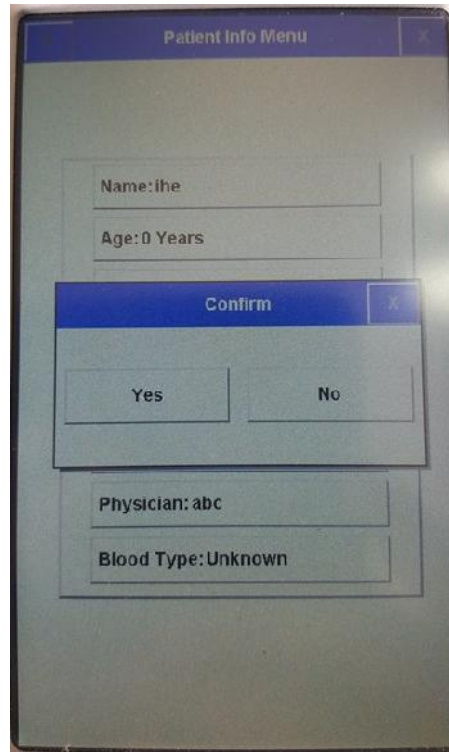 Patient Info Menu X
Name:ihe
Age:0 Years
Confirm X
Yes No
Physician: abc
Blood Type: Unknown